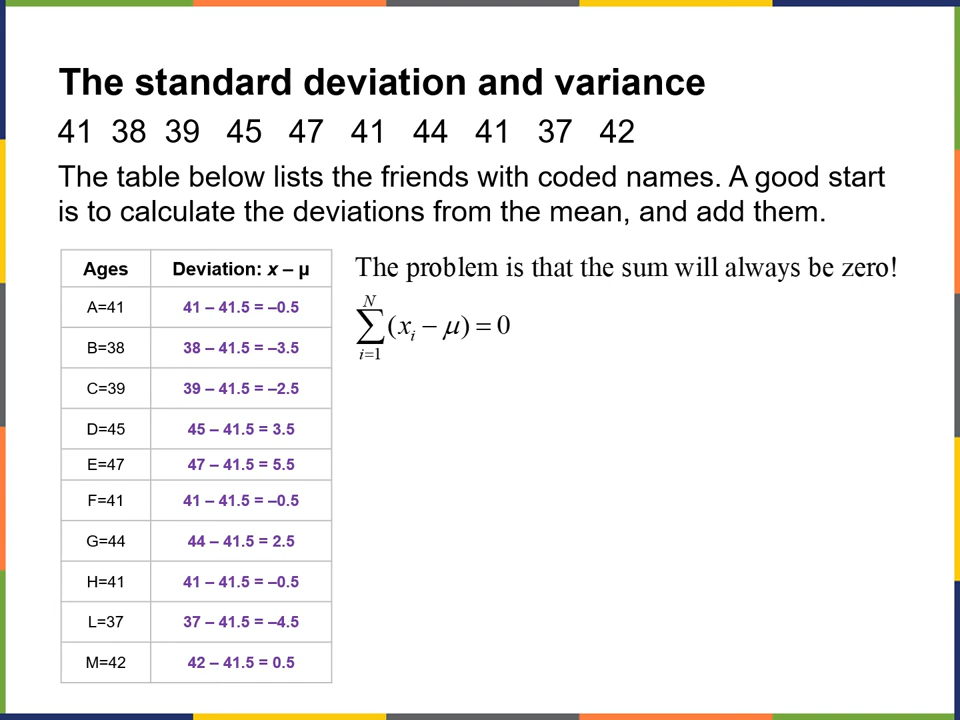 The standard deviation and variance
41 38 39 45 47 41 44 41 37 42
The table below lists the friends with coded names. A good start
is to calculate the deviations from the mean, and add them.
Ages Deviation: x – μ
A=41 41 – 41.5 = –0.5
B=38 38 – 41.5 = –3.5
C=39 39 – 41.5 = –2.5
D=45 45 – 41.5 = 3.5
E=47 47 – 41.5 = 5.5
F=41 41 – 41.5 = –0.5
G=44 44 – 41.5 = 2.5
H=41 41 – 41.5 = –0.5
L=37 37 – 41.5 = –4.5
M=42 42 – 41.5 = 0.5
The problem is that the sum will always be zero!
N
∑(xᵢ – μ) = 0
i=1